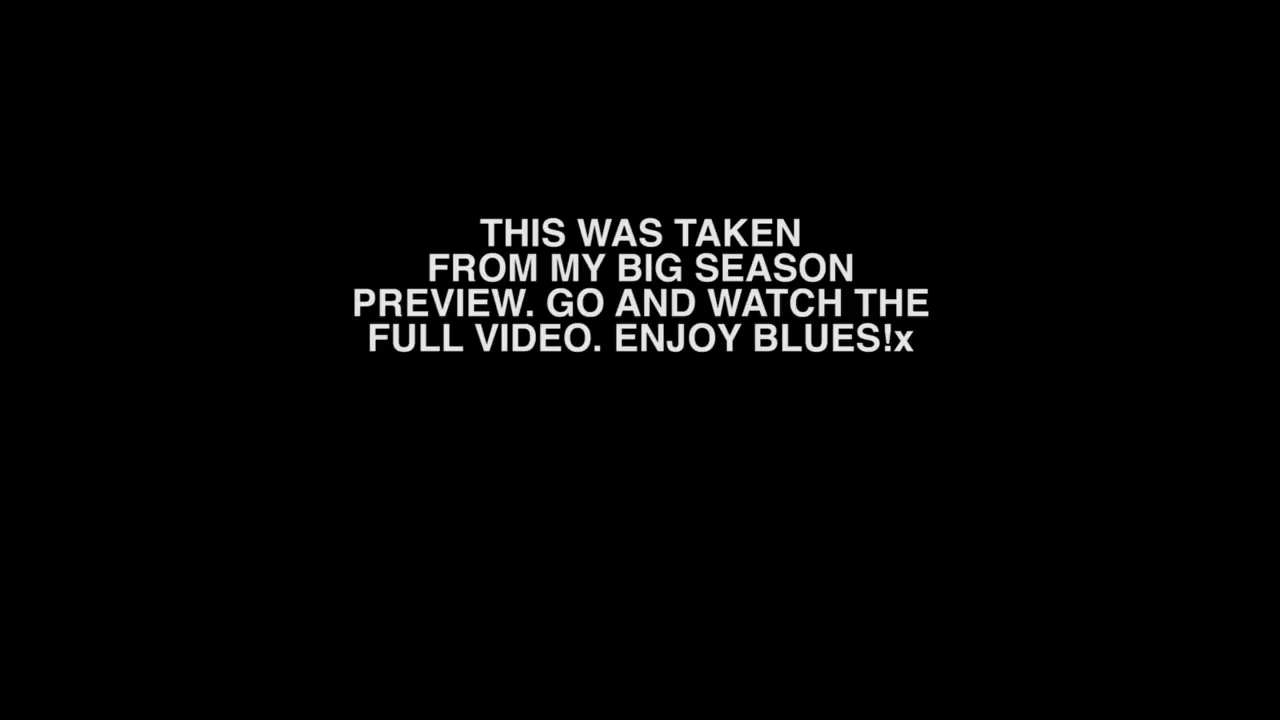 THIS WAS TAKEN
FROM MY BIG SEASON
PREVIEW. GO AND WATCH THE
FULL VIDEO. ENJOY BLUES!x